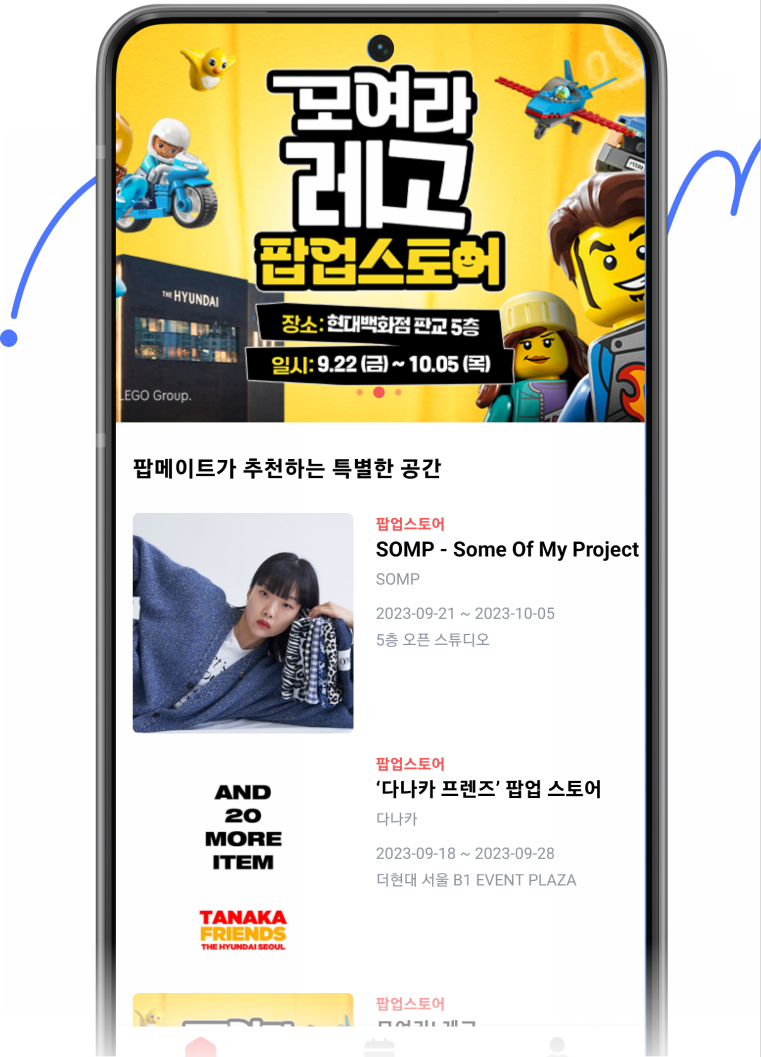 모여라
레고
팝업스토어
THE HYUNDAI
장소: 현대백화점 판교 5층
일시: 9.22 (금) ~ 10.05 (목)
LEGO Group.
팝메이트가 추천하는 특별한 공간
팝업스토어
SOMP - Some Of My Project
SOMP
2023-09-21 ~ 2023-10-05
5층 오픈 스튜디오
AND
20
MORE
ITEM
TANAKA
FRIENDS
THE HYUNDAI SEOUL
팝업스토어
‘다나카 프렌즈’ 팝업 스토어
다나카
2023-09-18 ~ 2023-09-28
더현대 서울 B1 EVENT PLAZA
팝업스토어